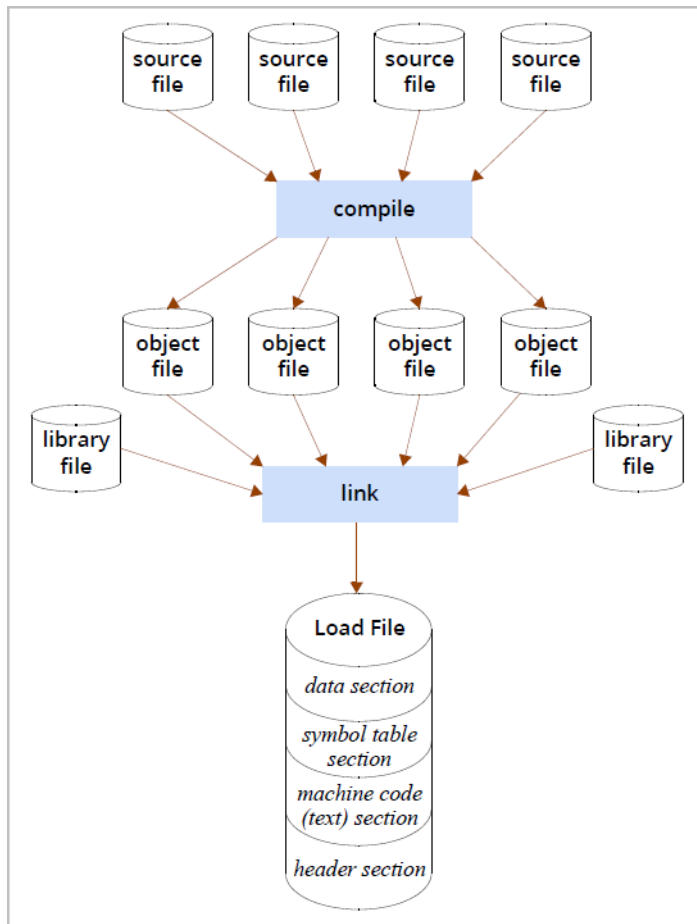 source
file
source
file
source
file
source
file
compile
object
file
object
file
object
file
object
file
library
file
library
file
link
Load File
data section
symbol table
section
machine code
(text) section
header section